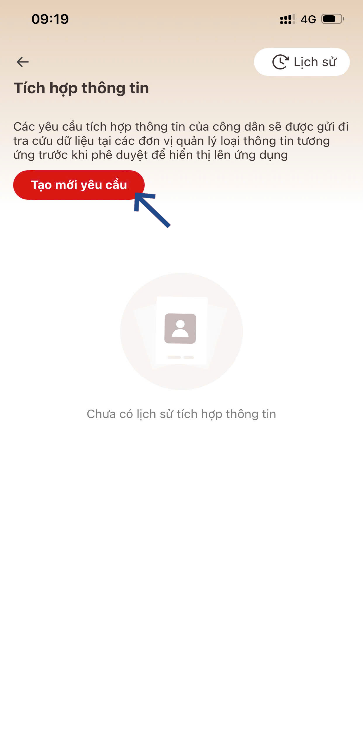 09:19
4G
Lịch sử
Tích hợp thông tin
Các yêu cầu tích hợp thông tin của công dân sẽ được gửi đi
tra cứu dữ liệu tại các đơn vị quản lý loại thông tin tương
ứng trước khi phê duyệt để hiển thị lên ứng dụng
Tạo mới yêu cầu
Chưa có lịch sử tích hợp thông tin